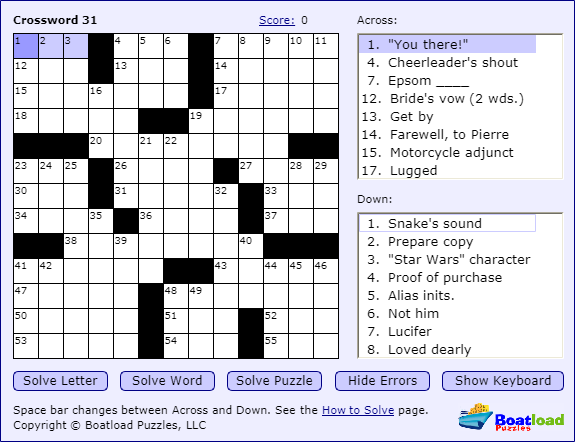 Crossword 31 Score: 0
1 2 3 4 5 6 7 8 9 10 11
12 13 14
15 16 17
18 19
20 21 22
23 24 25 26 27 28 29
30 31 32 33
34 35 36 37
38 39 40
41 42 43 44 45 46
47 48 49
50 51 52
53 54 55
Across:
1. "You there!"
4. Cheerleader's shout
7. Epsom ____
12. Bride's vow (2 wds.)
13. Get by
14. Farewell, to Pierre
15. Motorcycle adjunct
17. Lugged
Down:
1. Snake's sound
2. Prepare copy
3. "Star Wars" character
4. Proof of purchase
5. Alias inits.
6. Not him
7. Lucifer
8. Loved dearly
Solve Letter Solve Word Solve Puzzle Hide Errors Show Keyboard
Space bar changes between Across and Down. See the How to Solve page.
Copyright © Boatload Puzzles, LLC
Boatload
Puzzles